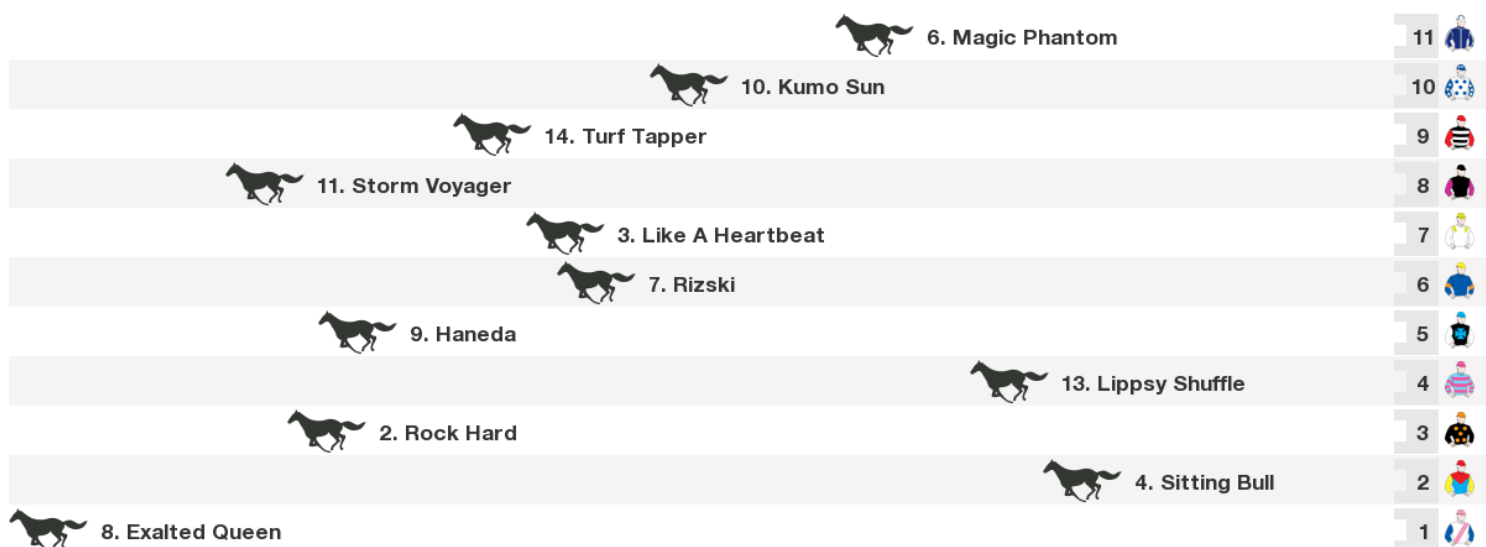 6. Magic Phantom 11
10. Kumo Sun 10
14. Turf Tapper 9
11. Storm Voyager 8
3. Like A Heartbeat 7
7. Rizski 6
9. Haneda 5
13. Lippsy Shuffle 4
2. Rock Hard 3
4. Sitting Bull 2
8. Exalted Queen 1